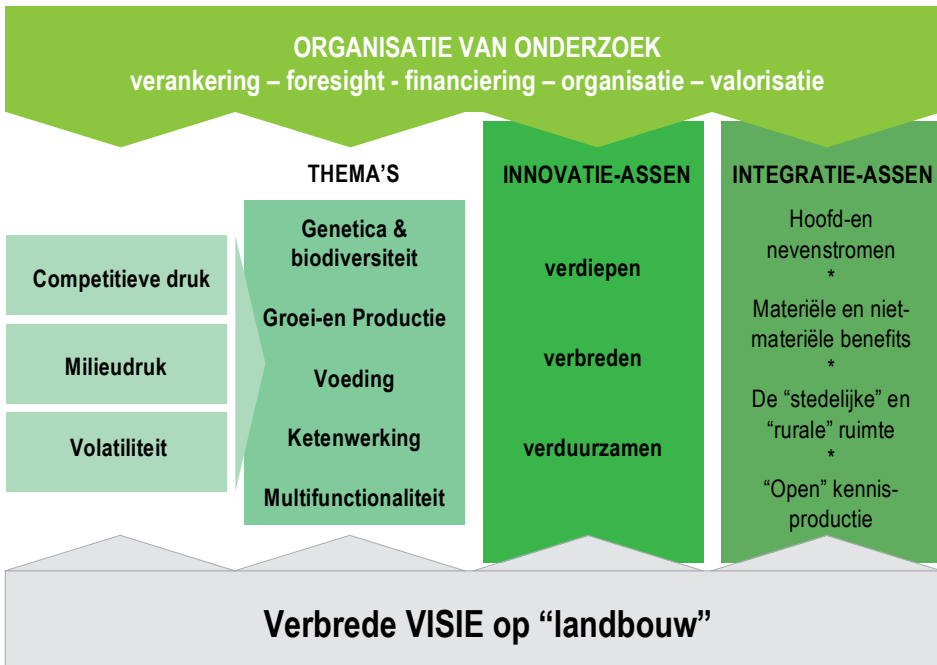 ORGANISATIE VAN ONDERZOEK
verankering – foresight - financiering – organisatie – valorisatie
Competitieve druk
Milieudruk
Volatiliteit
THEMA’S
Genetica &
biodiversiteit
Groei-en Productie
Voeding
Ketenwerking
Multifunctionaliteit
INNOVATIE-ASSEN
verdiepen
verbreden
verduurzamen
INTEGRATIE-ASSEN
Hoofd-en
nevenstromen
*
Materiële en niet-
materiële benefits
*
De “stedelijke” en
“rurale” ruimte
*
“Open” kennis-
productie
Verbrede VISIE op “landbouw”